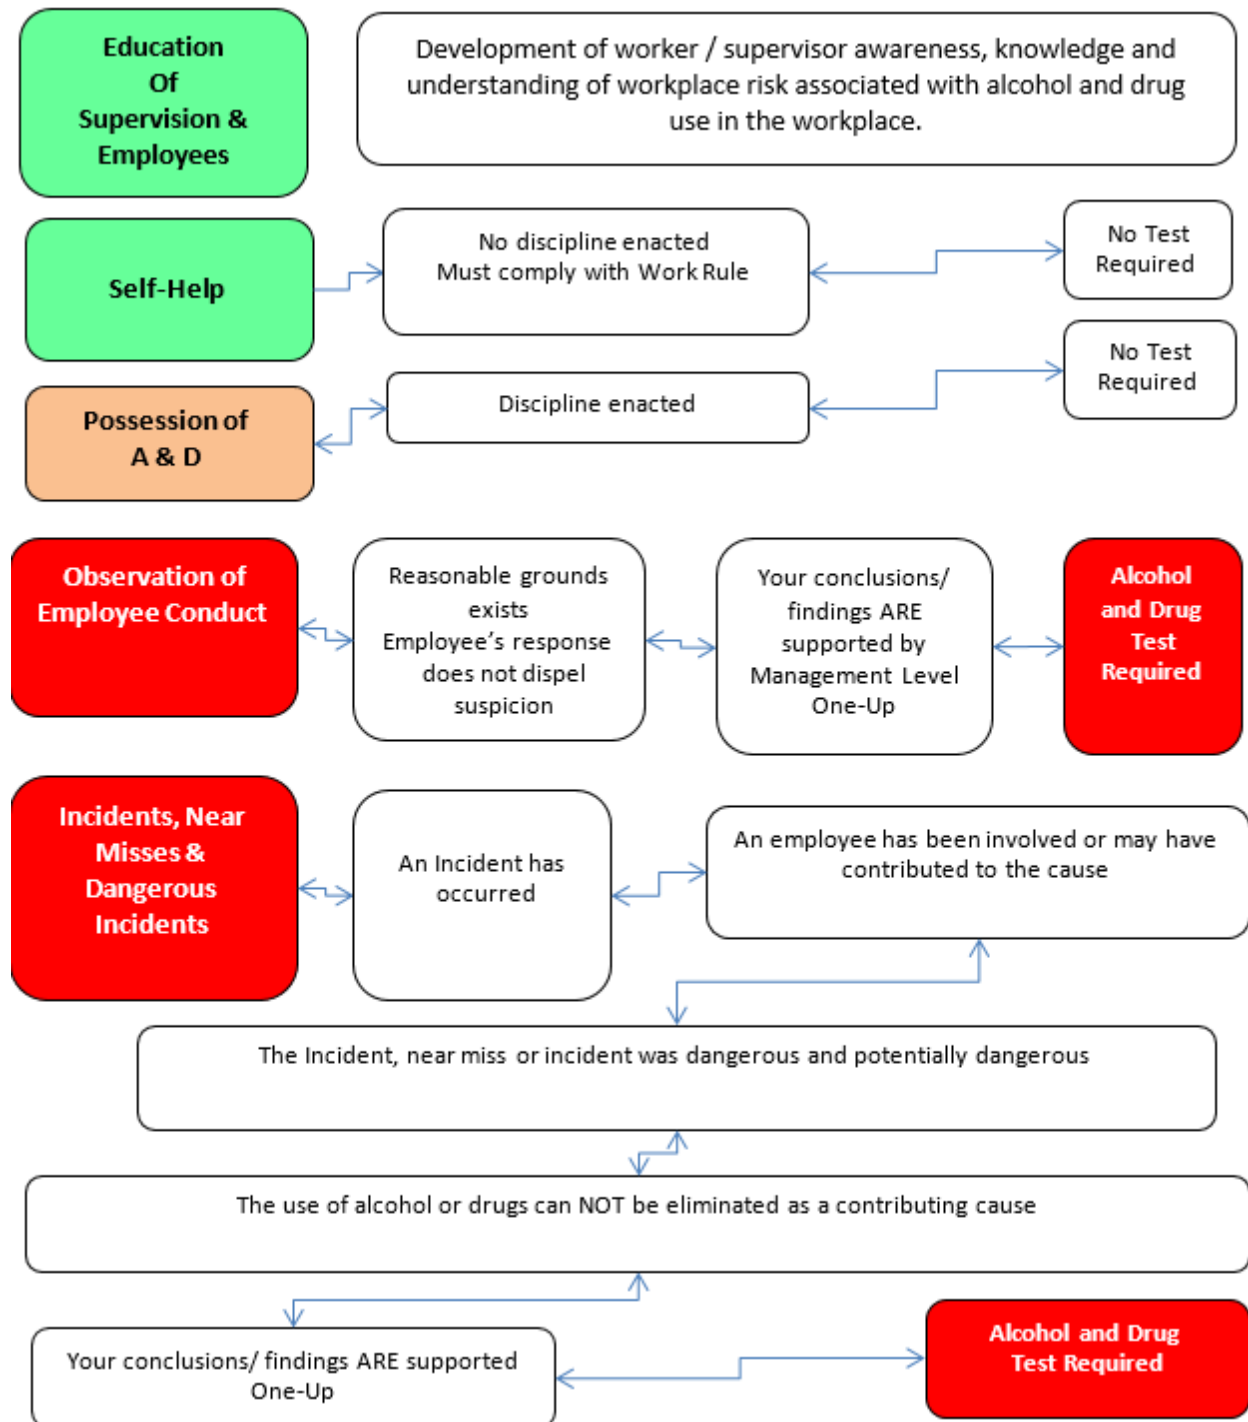 Education
Of
Supervision &
Employees
Development of worker / supervisor awareness, knowledge and
understanding of workplace risk associated with alcohol and drug
use in the workplace.
Self-Help
No discipline enacted
Must comply with Work Rule
No Test
Required
Possession of
A & D
Discipline enacted
No Test
Required
Observation of
Employee Conduct
Reasonable grounds
exists
Employee's response
does not dispel
suspicion
Your conclusions/
findings ARE
supported by
Management Level
One-Up
Alcohol
and Drug
Test
Required
Incidents, Near
Misses &
Dangerous
Incidents
An Incident has
occurred
An employee has been involved or may have
contributed to the cause
The Incident, near miss or incident was dangerous and potentially dangerous
The use of alcohol or drugs can NOT be eliminated as a contributing cause
Your conclusions/ findings ARE supported
One-Up
Alcohol and Drug
Test Required